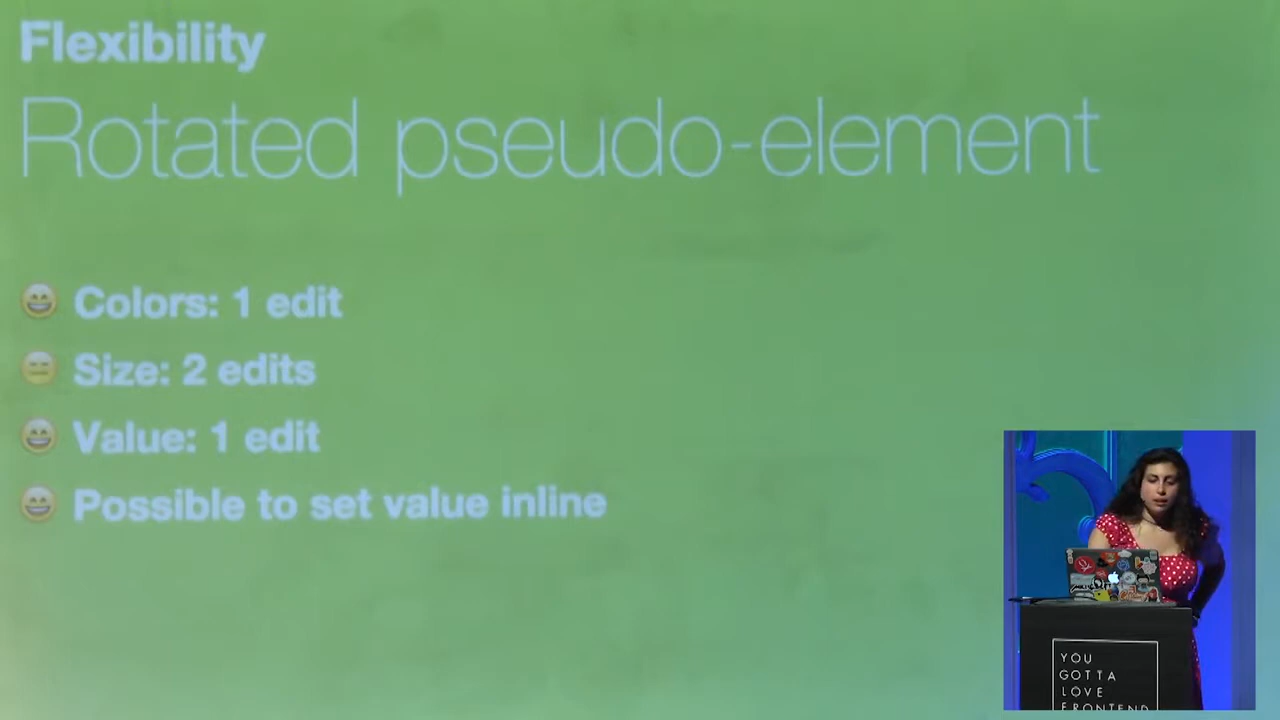 Flexibility
Rotated pseudo-element
Colors: 1 edit
Size: 2 edits
Value: 1 edit
Possible to set value inline
YOU
GOTTA
LOVE
FRONTEND